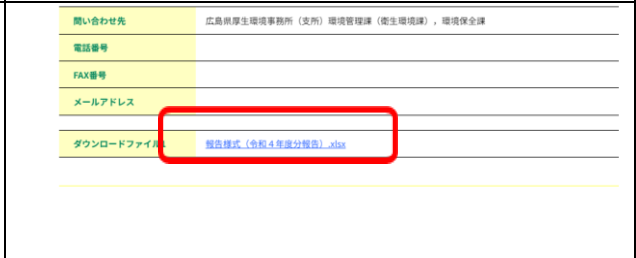 問い合わせ先 広島県厚生環境事務所（支所）環境管理課（衛生環境課），環境保全課
電話番号
FAX番号
メールアドレス
ダウンロードファイル1 報告様式（令和４年度分報告）.xlsx